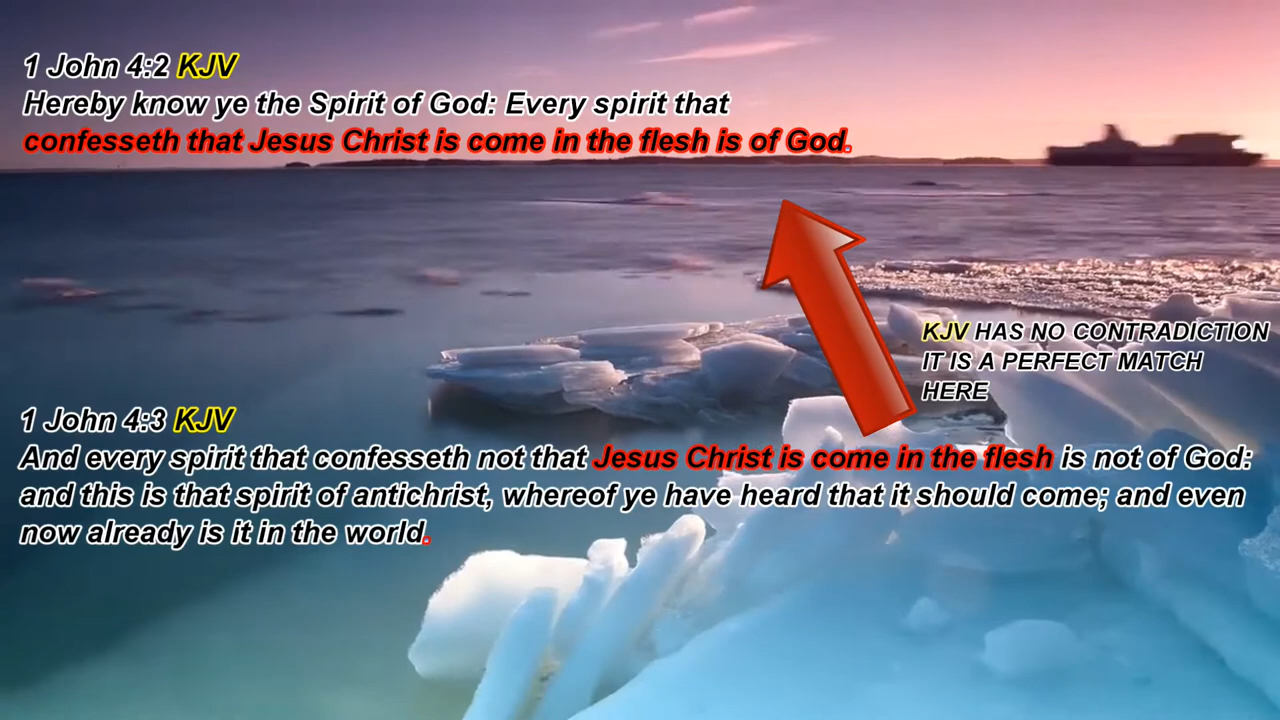 1 John 4:2 KJV
Hereby know ye the Spirit of God: Every spirit that
confesseth that Jesus Christ is come in the flesh is of God.
KJV HAS NO CONTRADICTION
IT IS A PERFECT MATCH
HERE
1 John 4:3 KJV
And every spirit that confesseth not that Jesus Christ is come in the flesh is not of God:
and this is that spirit of antichrist, whereof ye have heard that it should come; and even
now already is it in the world.